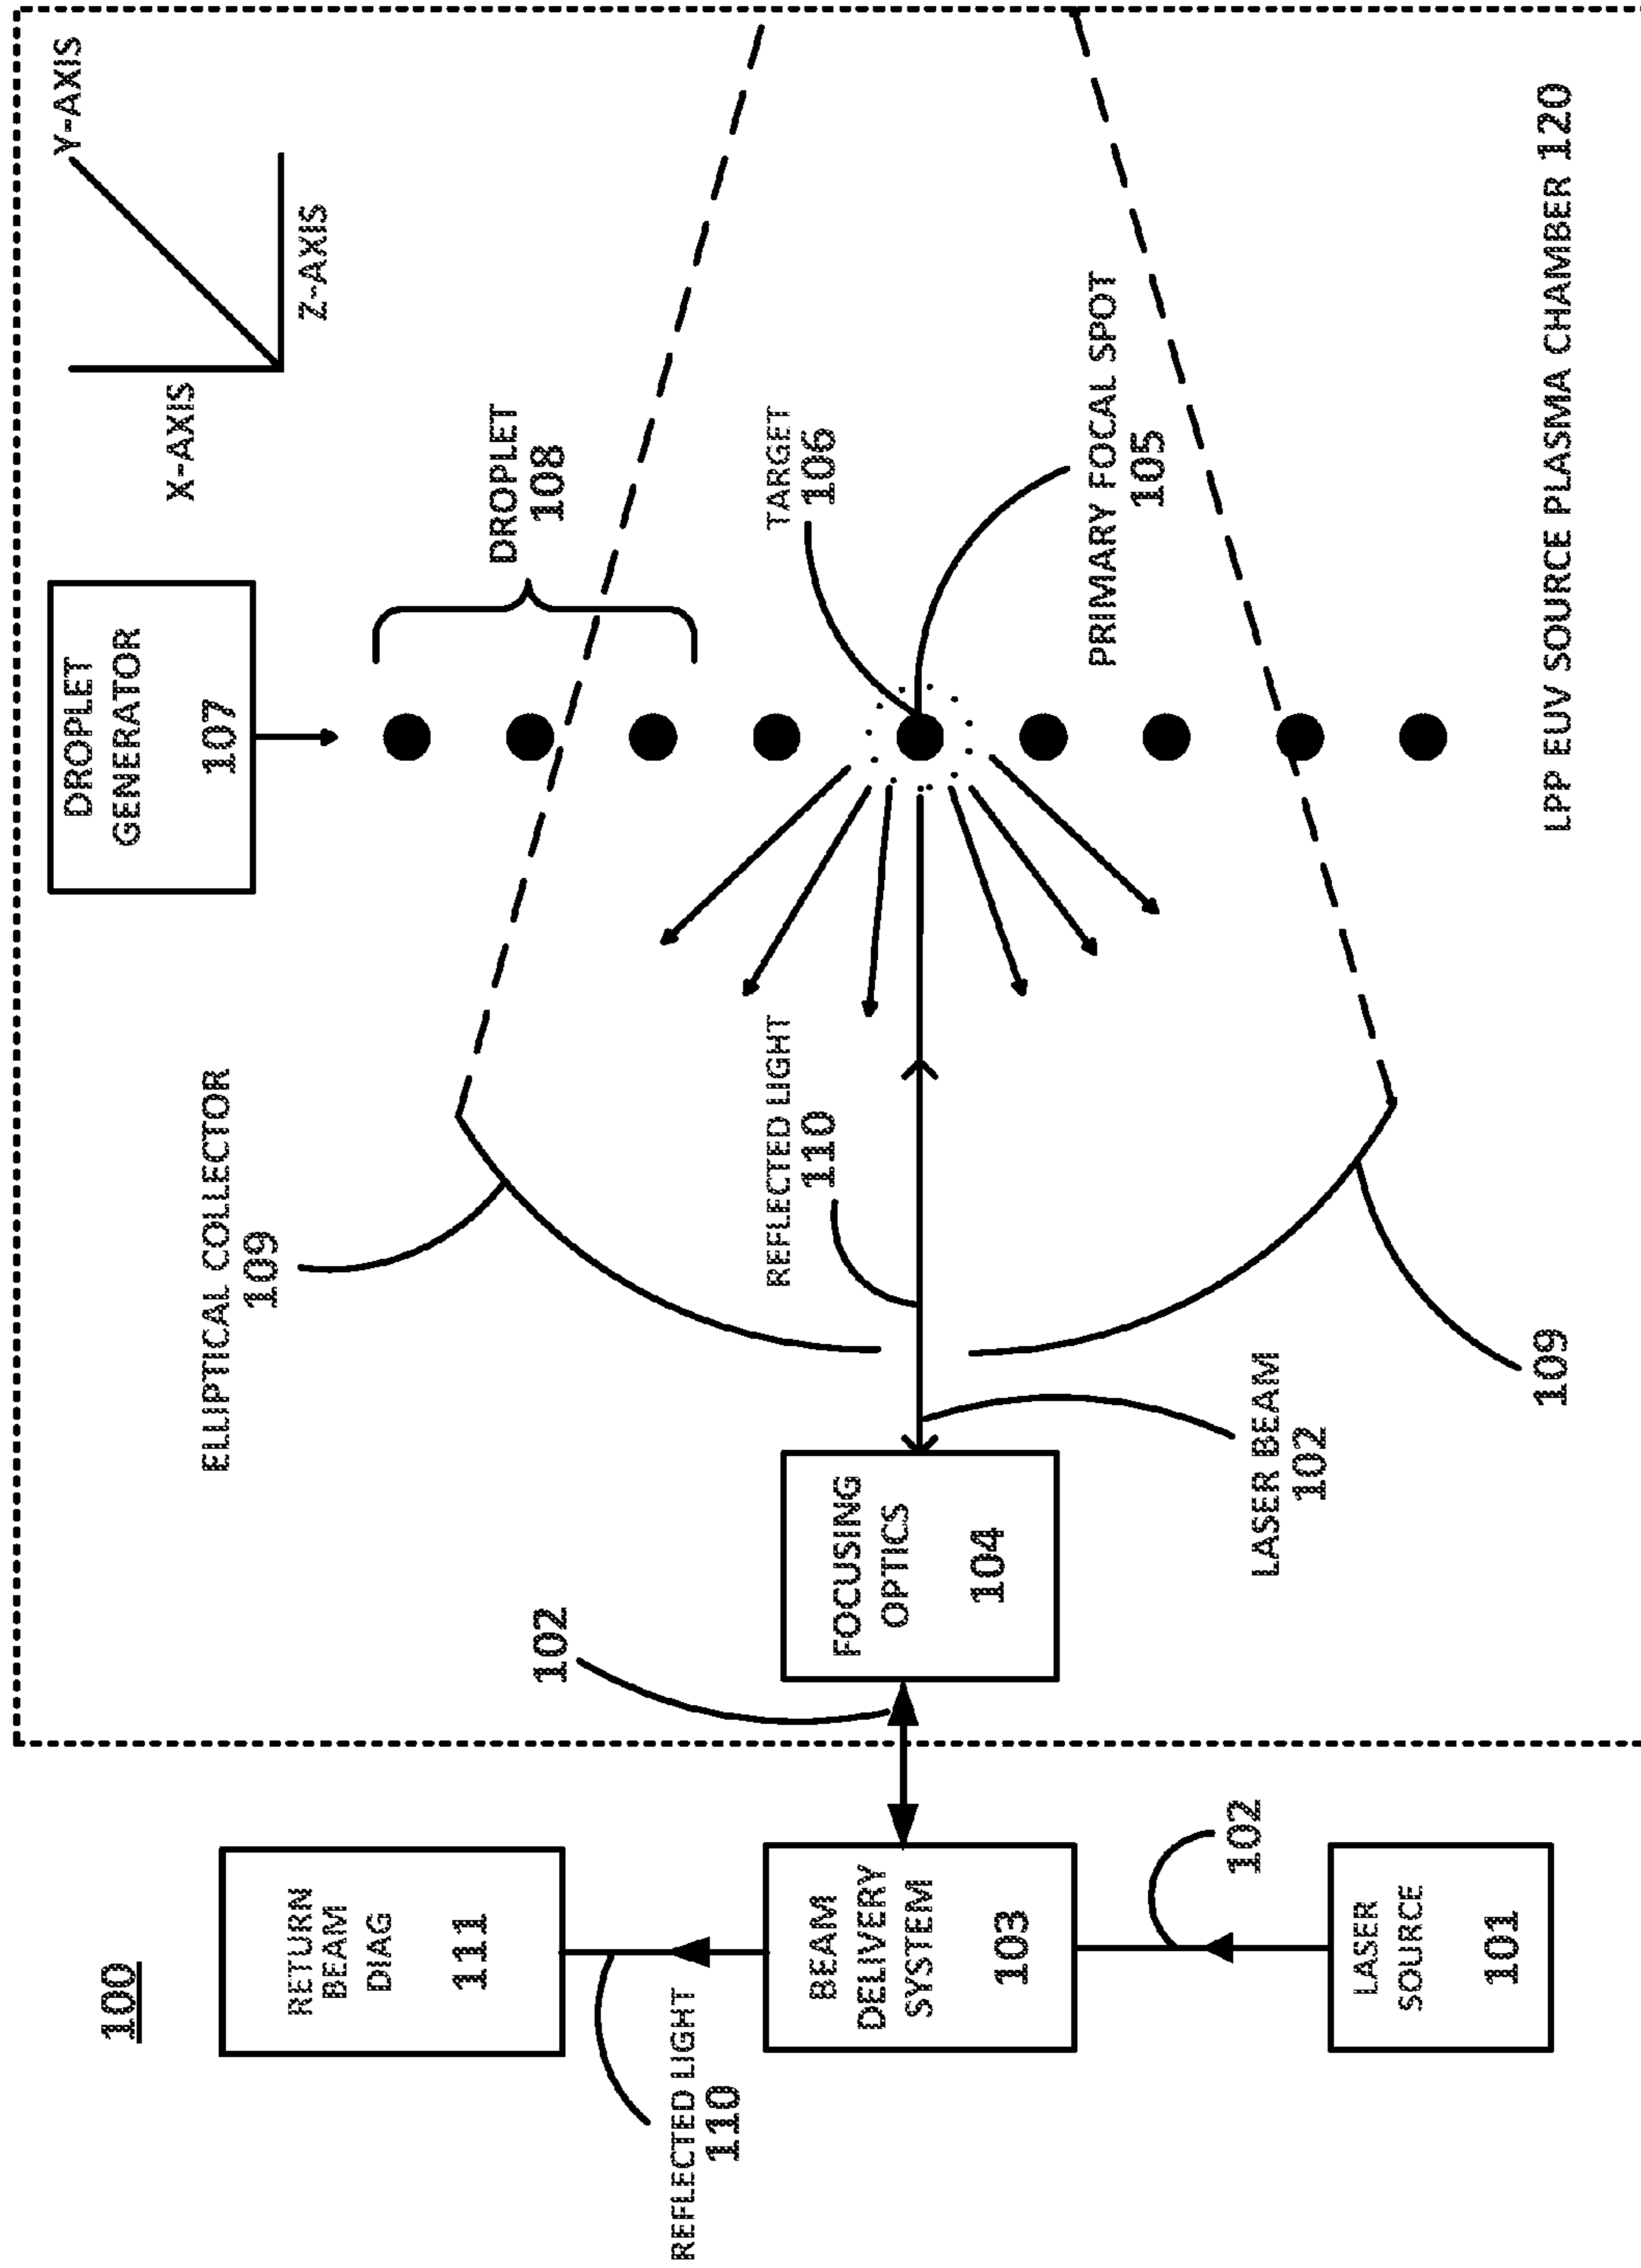 100
DROPLET
GENERATOR
107
Y-AXIS
X-AXIS
Z-AXIS
ELLIPTICAL COLLECTOR
109
RETURN
BEAM
DIAG
111
DROPLET
108
102
REFLECTED LIGHT
110
REFLECTED LIGHT
110
TARGET
106
BEAM
DELIVERY
SYSTEM
103
FOCUSING
OPTICS
104
PRIMARY FOCAL SPOT
105
102
LASER BEAM
102
LASER
SOURCE
101
109
LPP EUV SOURCE PLASMA CHAMBER 120